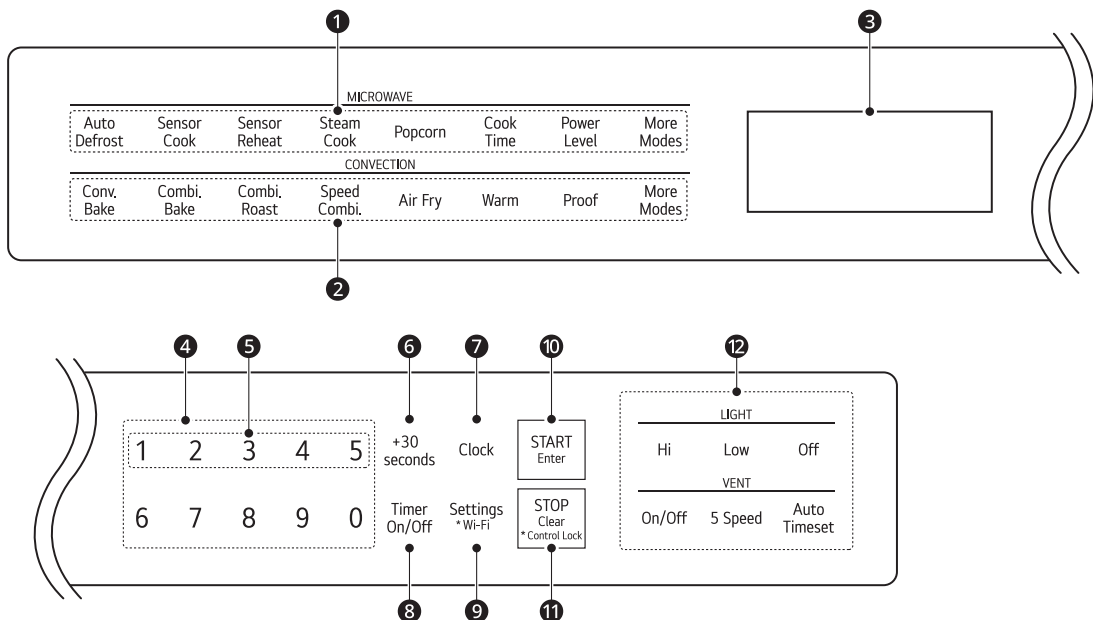 1
3
MICROWAVE
Auto Defrost
Sensor Cook
Sensor Reheat
Steam Cook
Popcorn
Cook Time
Power Level
More Modes
CONVECTION
Conv. Bake
Combi. Bake
Combi. Roast
Speed Combi.
Air Fry
Warm
Proof
More Modes
2
4
5
6
7
10
12
1 2 3 4 5
+30 seconds
Clock
START
Enter
LIGHT
Hi
Low
Off
VENT
6 7 8 9 0
Timer On/Off
Settings
* Wi-Fi
STOP
Clear
* Control Lock
On/Off
5 Speed
Auto Timeset
8
9
11